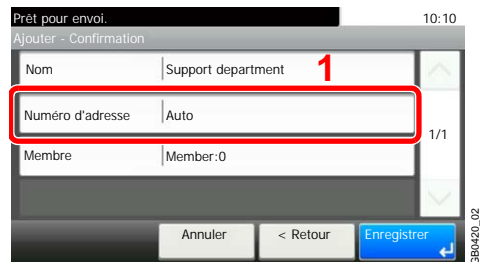 Prêt pour envoi. 10:10
Ajouter - Confirmation
Nom Support department 1
Numéro d'adresse Auto
1/1
Membre Member:0
Annuler < Retour Enregistrer
GB0420_02